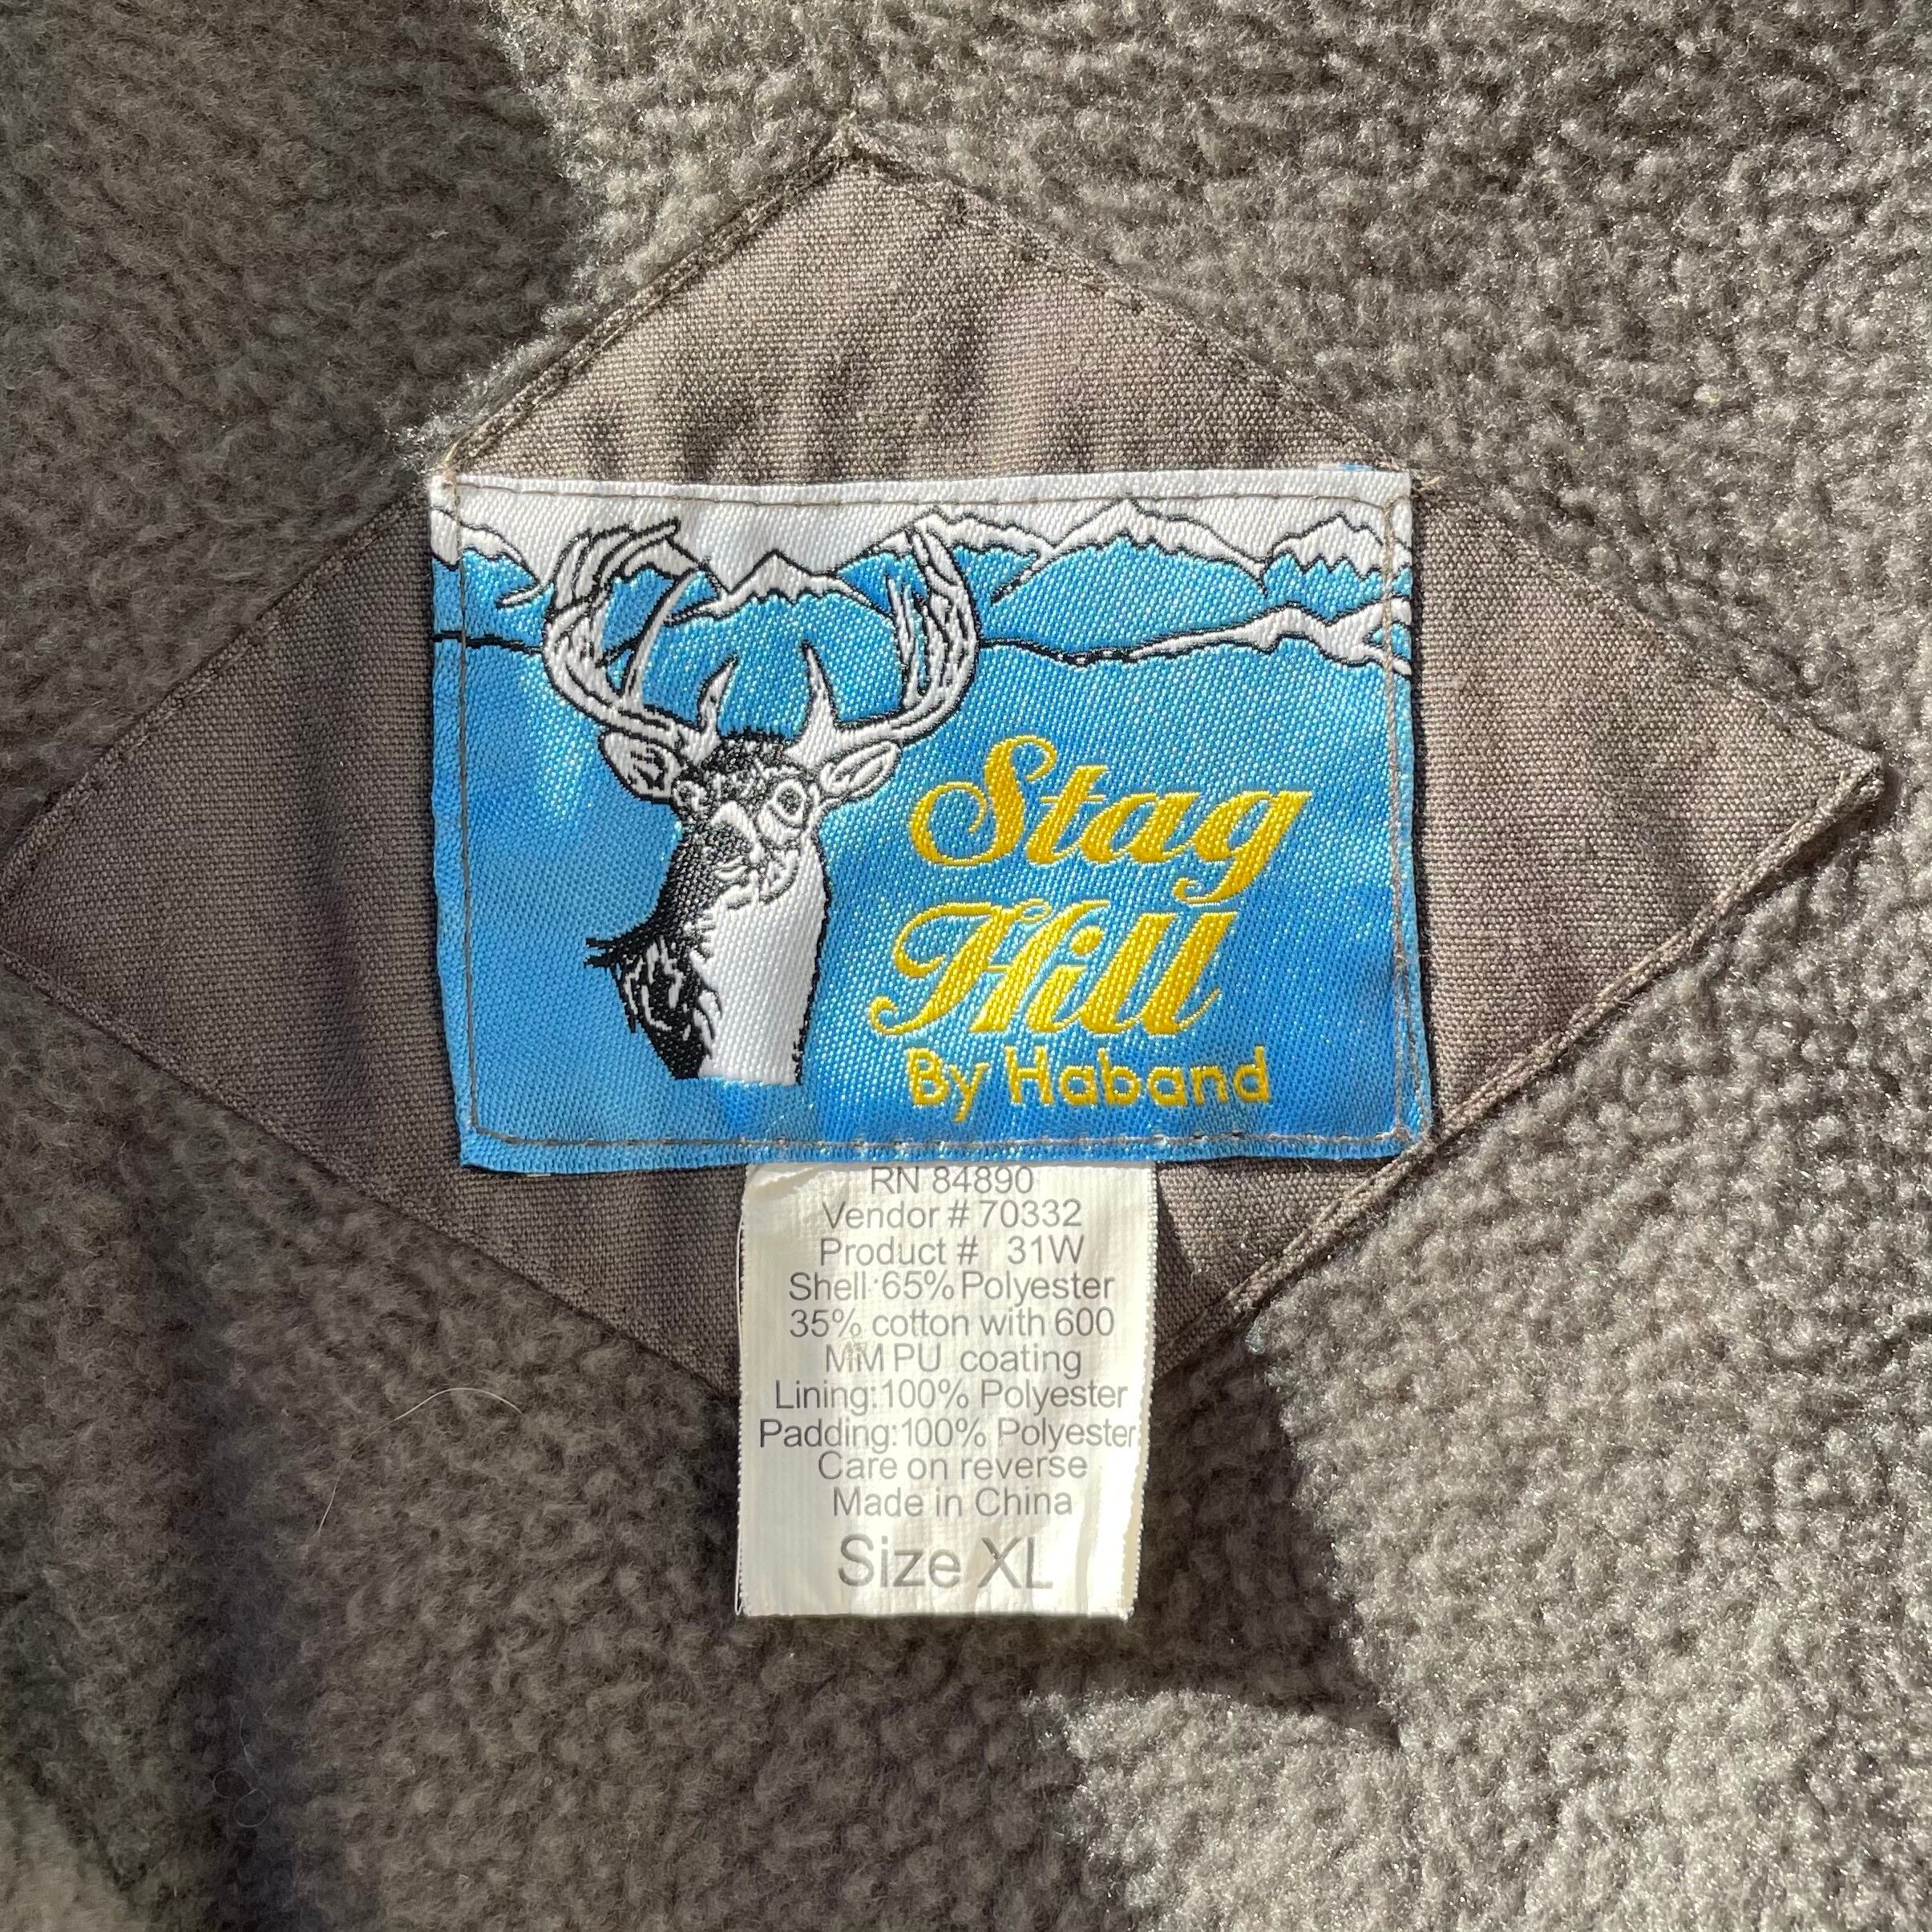 Stag
Hill
By Haband
RN 84890
Vendor # 70332
Product # 31W
Shell:65% Polyester
35% cotton with 600
MM PU coating
Lining:100% Polyester
Padding:100% Polyester
Care on reverse
Made in China
Size XL